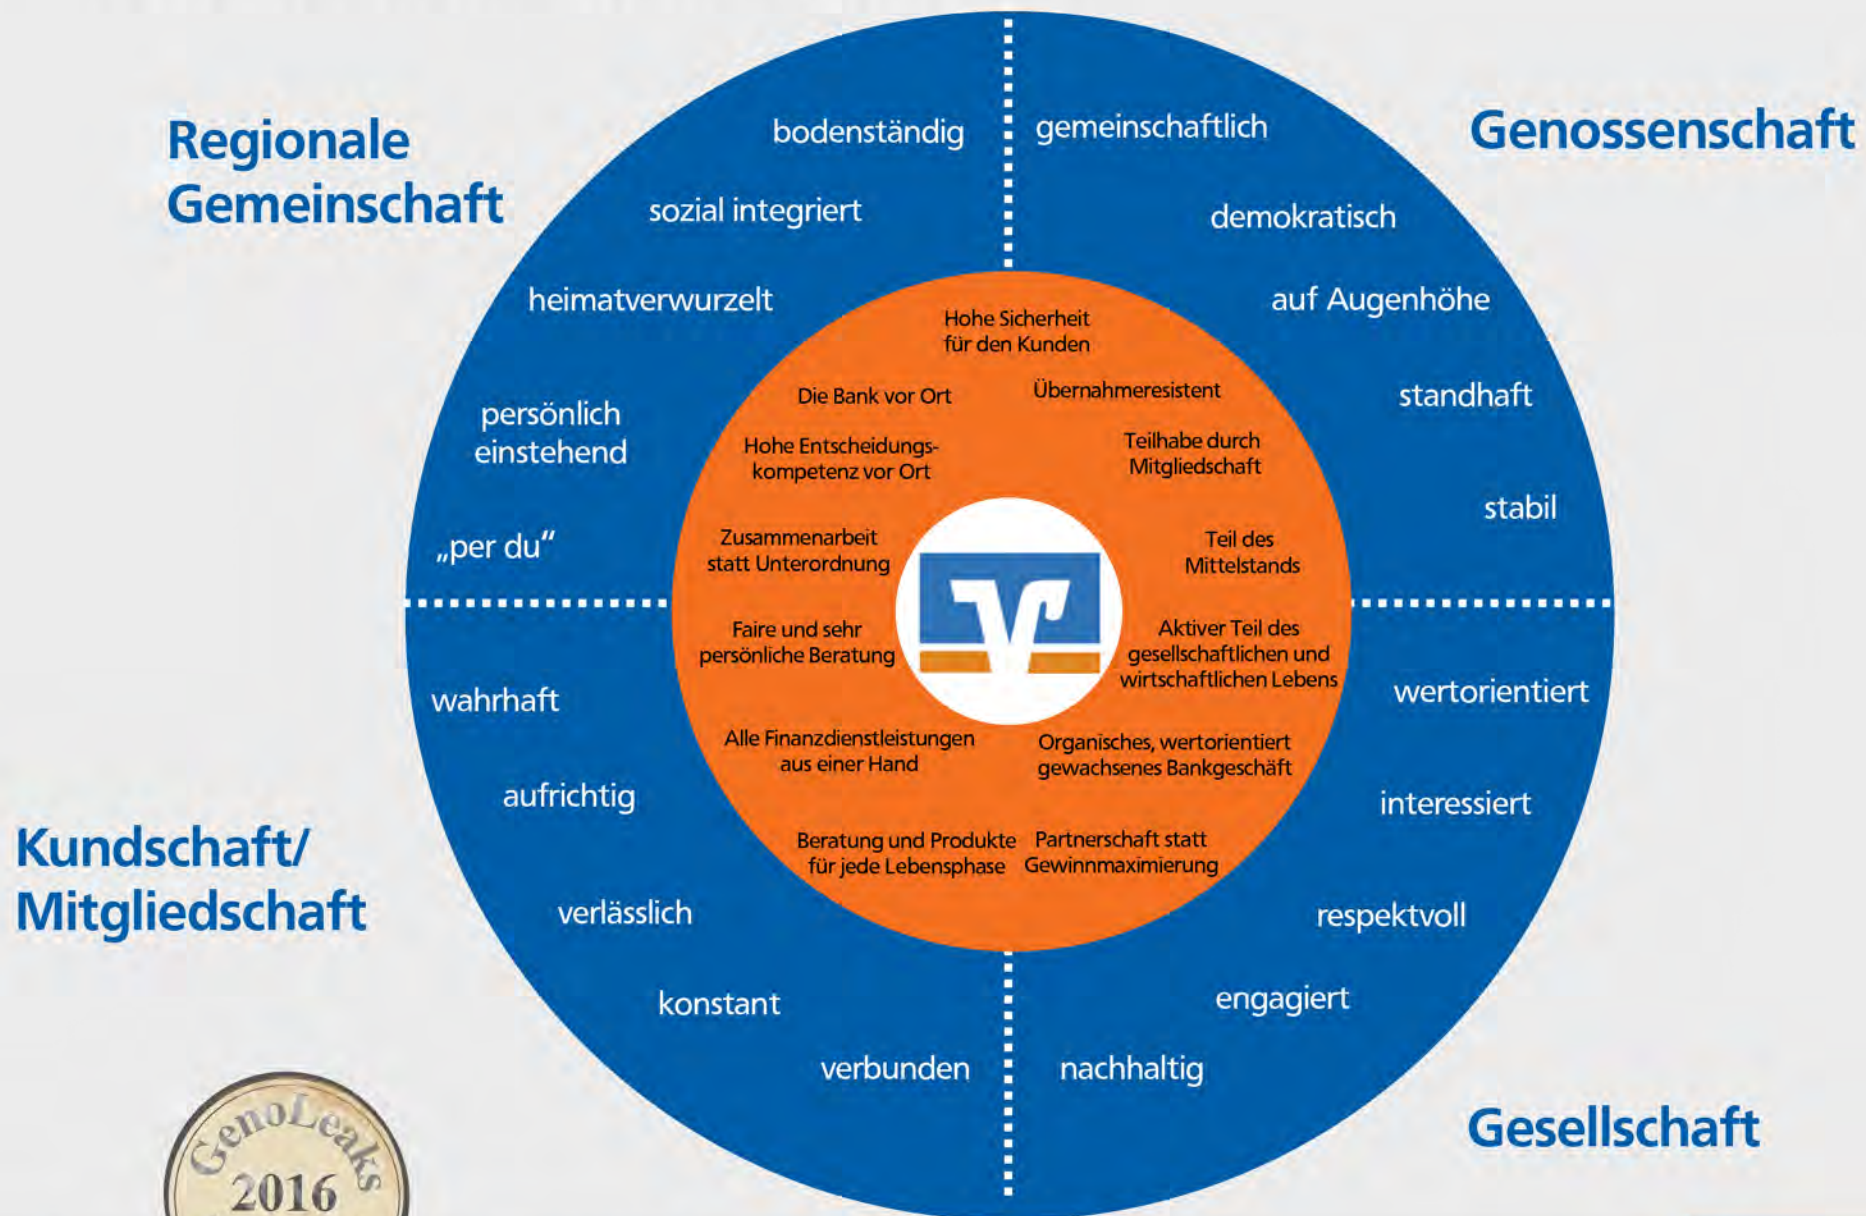 Regionale
Gemeinschaft
bodenständig
sozial integriert
heimatverwurzelt
persönlich
einstehend
„per du“
Genossenschaft
gemeinschaftlich
demokratisch
auf Augenhöhe
standhaft
stabil
Hohe Sicherheit
für den Kunden
Die Bank vor Ort
Übernahmeresistent
Hohe Entscheidungs-
kompetenz vor Ort
Teilhabe durch
Mitgliedschaft
Zusammenarbeit
statt Unterordnung
Teil des
Mittelstands
Faire und sehr
persönliche Beratung
Aktiver Teil des
gesellschaftlichen und
wirtschaftlichen Lebens
Alle Finanzdienstleistungen
aus einer Hand
Organisches, wertorientiert
gewachsenes Bankgeschäft
Beratung und Produkte
für jede Lebensphase
Partnerschaft statt
Gewinnmaximierung
Kundschaft/
Mitgliedschaft
wahrhaft
aufrichtig
verlässlich
konstant
verbunden
Gesellschaft
wertorientiert
interessiert
respektvoll
engagiert
nachhaltig
GenoLeaks
2016